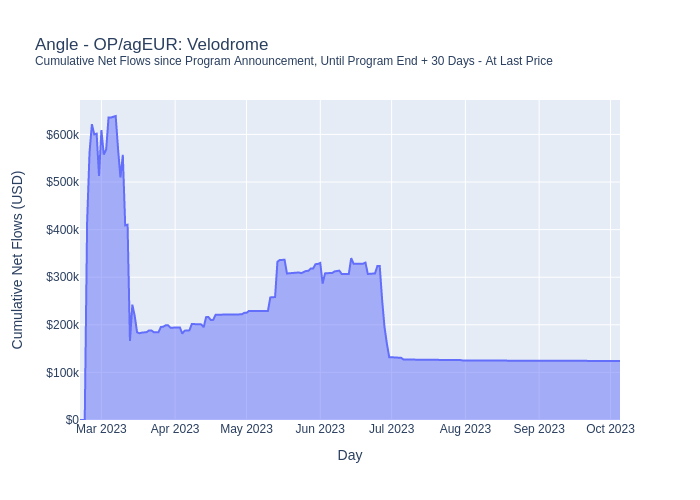 Angle - OP/agEUR: Velodrome
Cumulative Net Flows since Program Announcement, Until Program End + 30 Days - At Last Price
Cumulative Net Flows (USD)
$600k
$500k
$400k
$300k
$200k
$100k
$0
Mar 2023 Apr 2023 May 2023 Jun 2023 Jul 2023 Aug 2023 Sep 2023 Oct 2023
Day